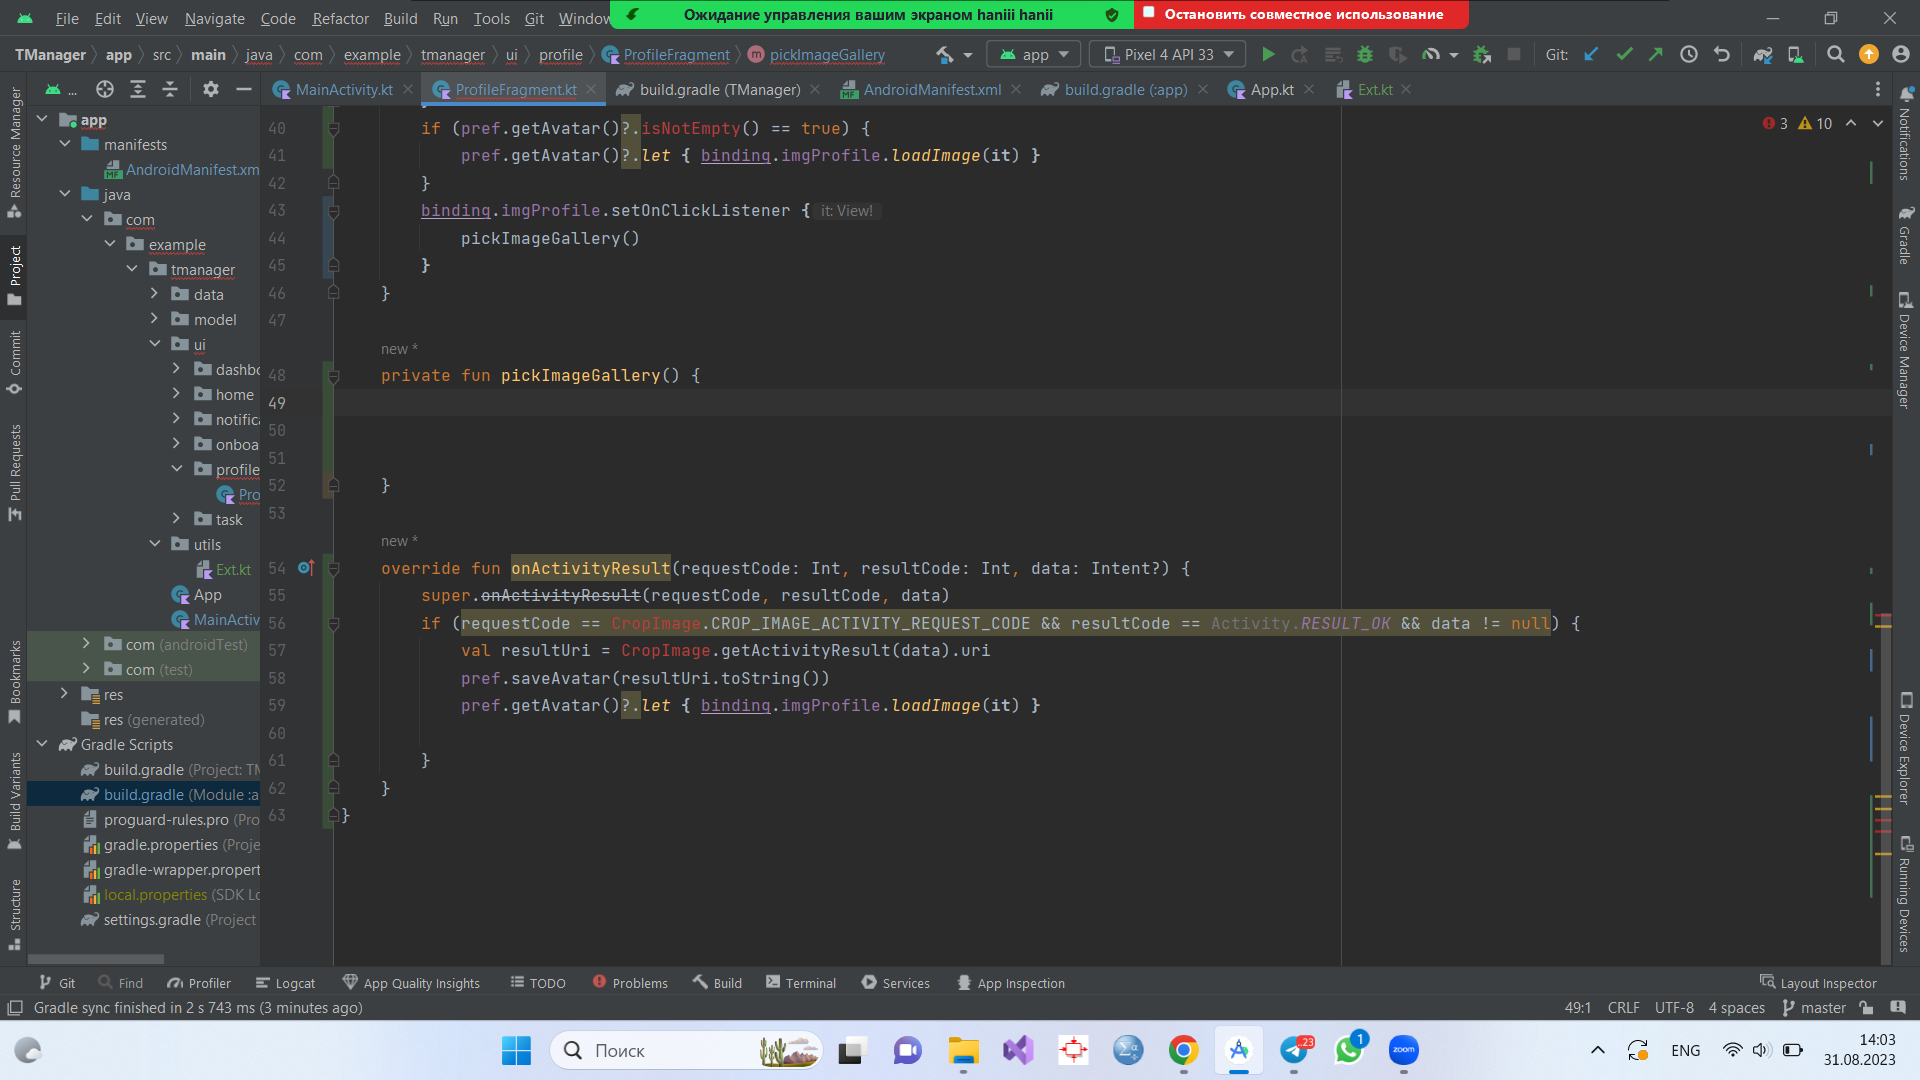 File Edit View Navigate Code Refactor Build Run Tools Git Window
Ожидание управления вашим экраном haniii hanii
Остановить совместное использование
TManager app src main java com example tmanager ui profile ProfileFragment pickImageGallery
app Pixel 4 API 33 Git:
... MainActivity.kt ProfileFragment.kt build.gradle (TManager) AndroidManifest.xml build.gradle (:app) App.kt Ext.kt
3 10
Resource Manager
Project
Commit
Pull Requests
Bookmarks
Build Variants
Structure
app
manifests
AndroidManifest.xm
java
com
example
tmanager
data
model
ui
dashbo
home
notifica
onboa
profile
Pro
task
utils
Ext.kt
App
MainActiv
com (androidTest)
com (test)
res
res (generated)
Gradle Scripts
build.gradle (Project: TM
build.gradle (Module :a
proguard-rules.pro (Pro
gradle.properties (Proje
gradle-wrapper.propert
local.properties (SDK Lo
settings.gradle (Project
40 if (pref.getAvatar()?.isNotEmpty() == true) {
41 pref.getAvatar()?.let { binding.imgProfile.loadImage(it) }
42 }
43 binding.imgProfile.setOnClickListener { it: View!
44 pickImageGallery()
45 }
46 }
47
new *
48 private fun pickImageGallery() {
49
50
51
52 }
53
new *
54 override fun onActivityResult(requestCode: Int, resultCode: Int, data: Intent?) {
55 super.onActivityResult(requestCode, resultCode, data)
56 if (requestCode == CropImage.CROP_IMAGE_ACTIVITY_REQUEST_CODE && resultCode == Activity.RESULT_OK && data != null) {
57 val resultUri = CropImage.getActivityResult(data).uri
58 pref.saveAvatar(resultUri.toString())
59 pref.getAvatar()?.let { binding.imgProfile.loadImage(it) }
60
61 }
62 }
63 }
Notifications
Gradle
Device Manager
Device Explorer
Running Devices
Git Find Profiler Logcat App Quality Insights TODO Problems Build Terminal Services App Inspection Layout Inspector
Gradle sync finished in 2 s 743 ms (3 minutes ago) 49:1 CRLF UTF-8 4 spaces master
Поиск 23 1 zoom ENG 14:03
31.08.2023